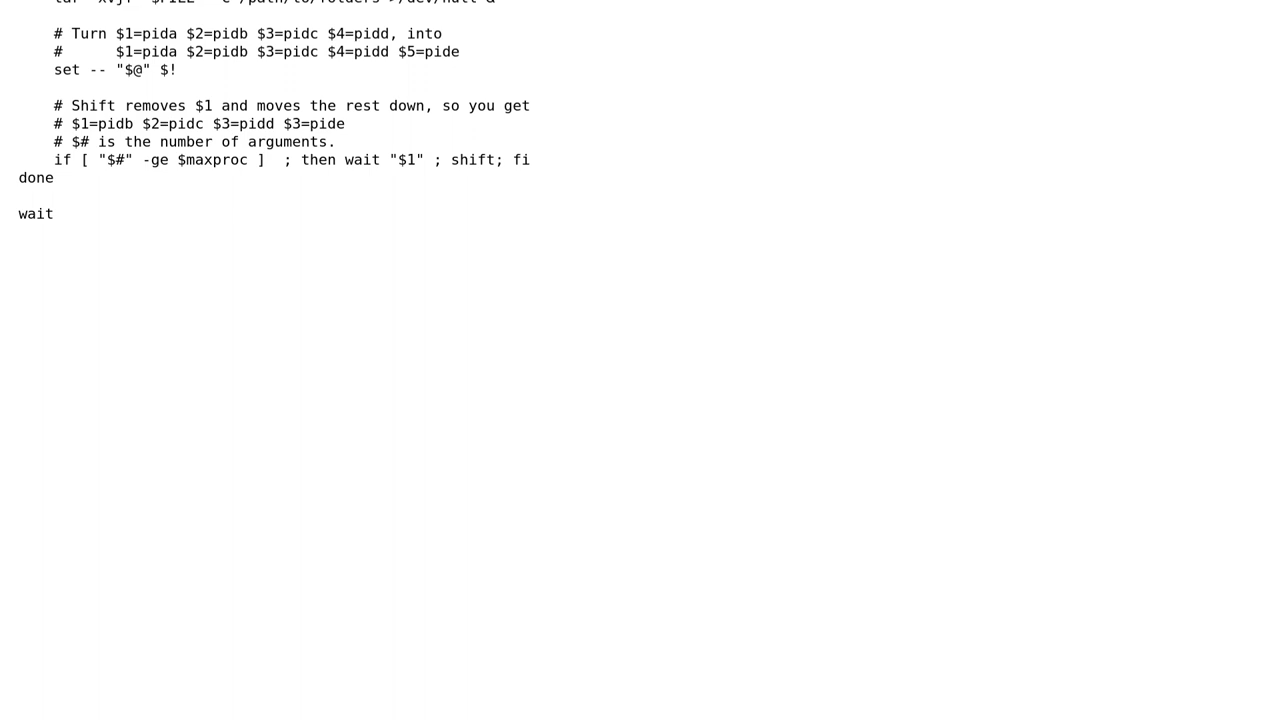 # Turn $1=pida $2=pidb $3=pidc $4=pidd, into
    #      $1=pida $2=pidb $3=pidc $4=pidd $5=pide
    set -- "$@" $!

    # Shift removes $1 and moves the rest down, so you get
    # $1=pidb $2=pidc $3=pidd $3=pide
    # $# is the number of arguments.
    if [ "$#" -ge $maxproc ]  ; then wait "$1" ; shift; fi
done

wait